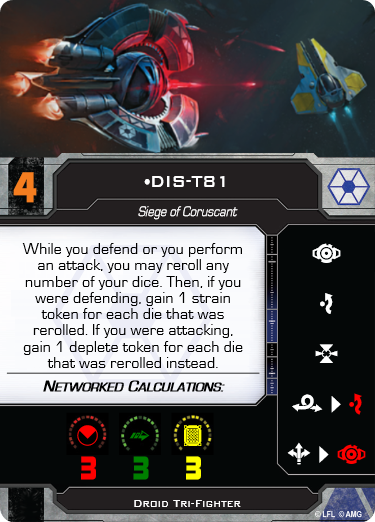 •DIS-T81
4
Siege of Coruscant
While you defend or you perform
an attack, you may reroll any
number of your dice. Then, if you
were defending, gain 1 strain
token for each die that was
rerolled. If you were attacking,
gain 1 deplete token for each die
that was rerolled instead.
NETWORKED CALCULATIONS:
3 3 3
DROID TRI-FIGHTER
© LFL © AMG